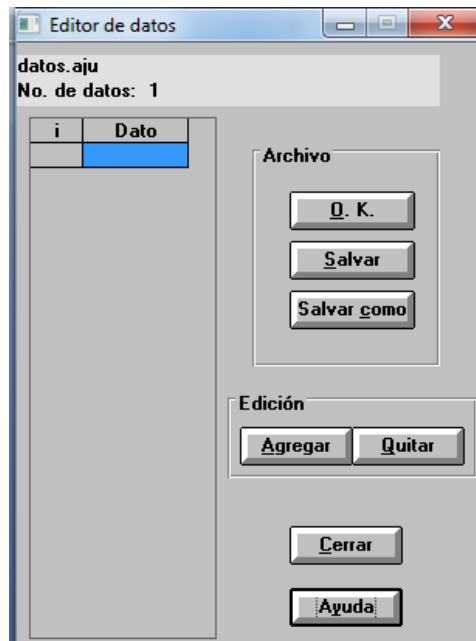 Editor de datos
datos.aju
No. de datos: 1
i Dato
Archivo
O. K.
Salvar
Salvar como
Edición
Agregar Quitar
Cerrar
Ayuda